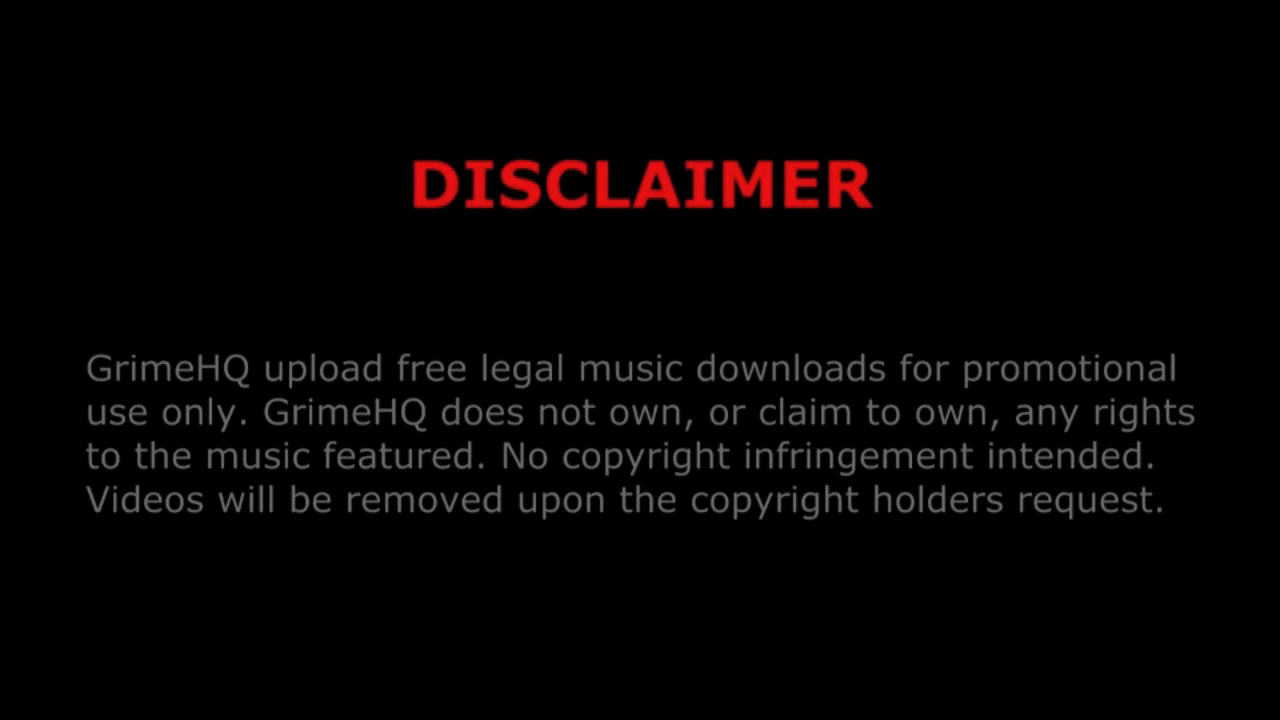 DISCLAIMER
GrimeHQ upload free legal music downloads for promotional
use only. GrimeHQ does not own, or claim to own, any rights
to the music featured. No copyright infringement intended.
Videos will be removed upon the copyright holders request.